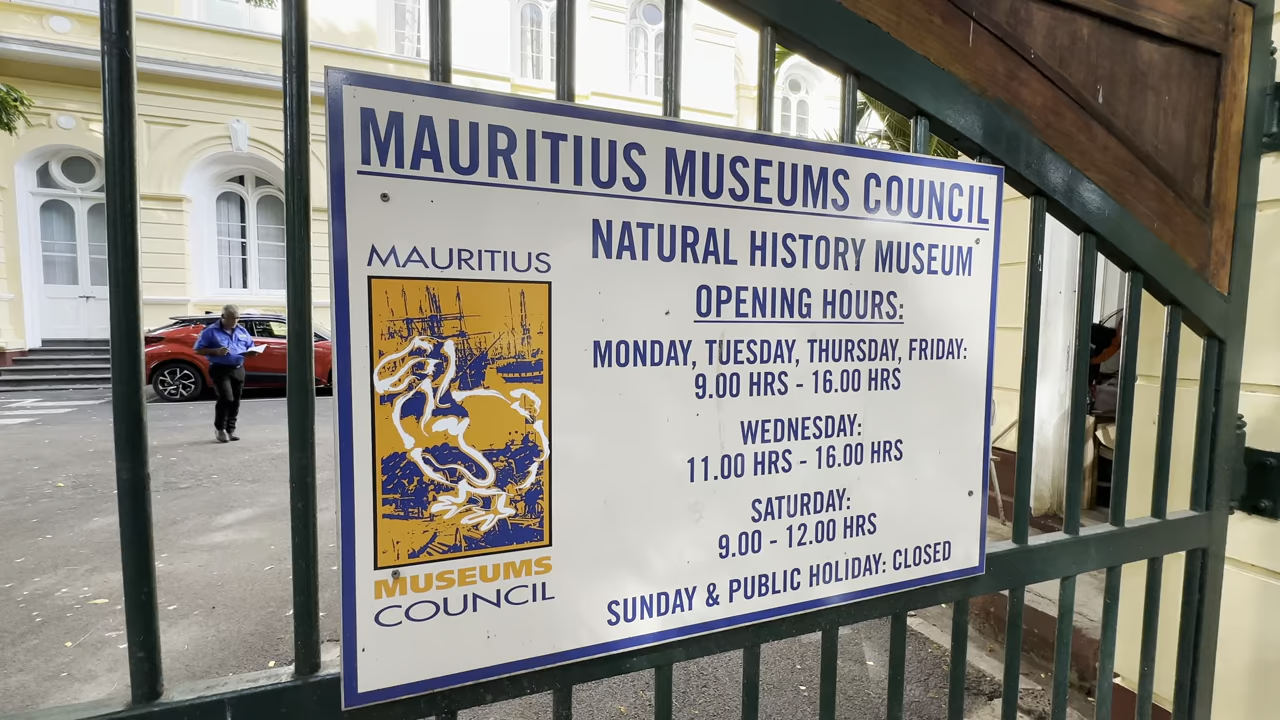 MAURITIUS MUSEUMS COUNCIL
MAURITIUS
MUSEUMS
COUNCIL
NATURAL HISTORY MUSEUM
OPENING HOURS:
MONDAY, TUESDAY, THURSDAY, FRIDAY:
9.00 HRS - 16.00 HRS
WEDNESDAY:
11.00 HRS - 16.00 HRS
SATURDAY:
9.00 - 12.00 HRS
SUNDAY & PUBLIC HOLIDAY: CLOSED